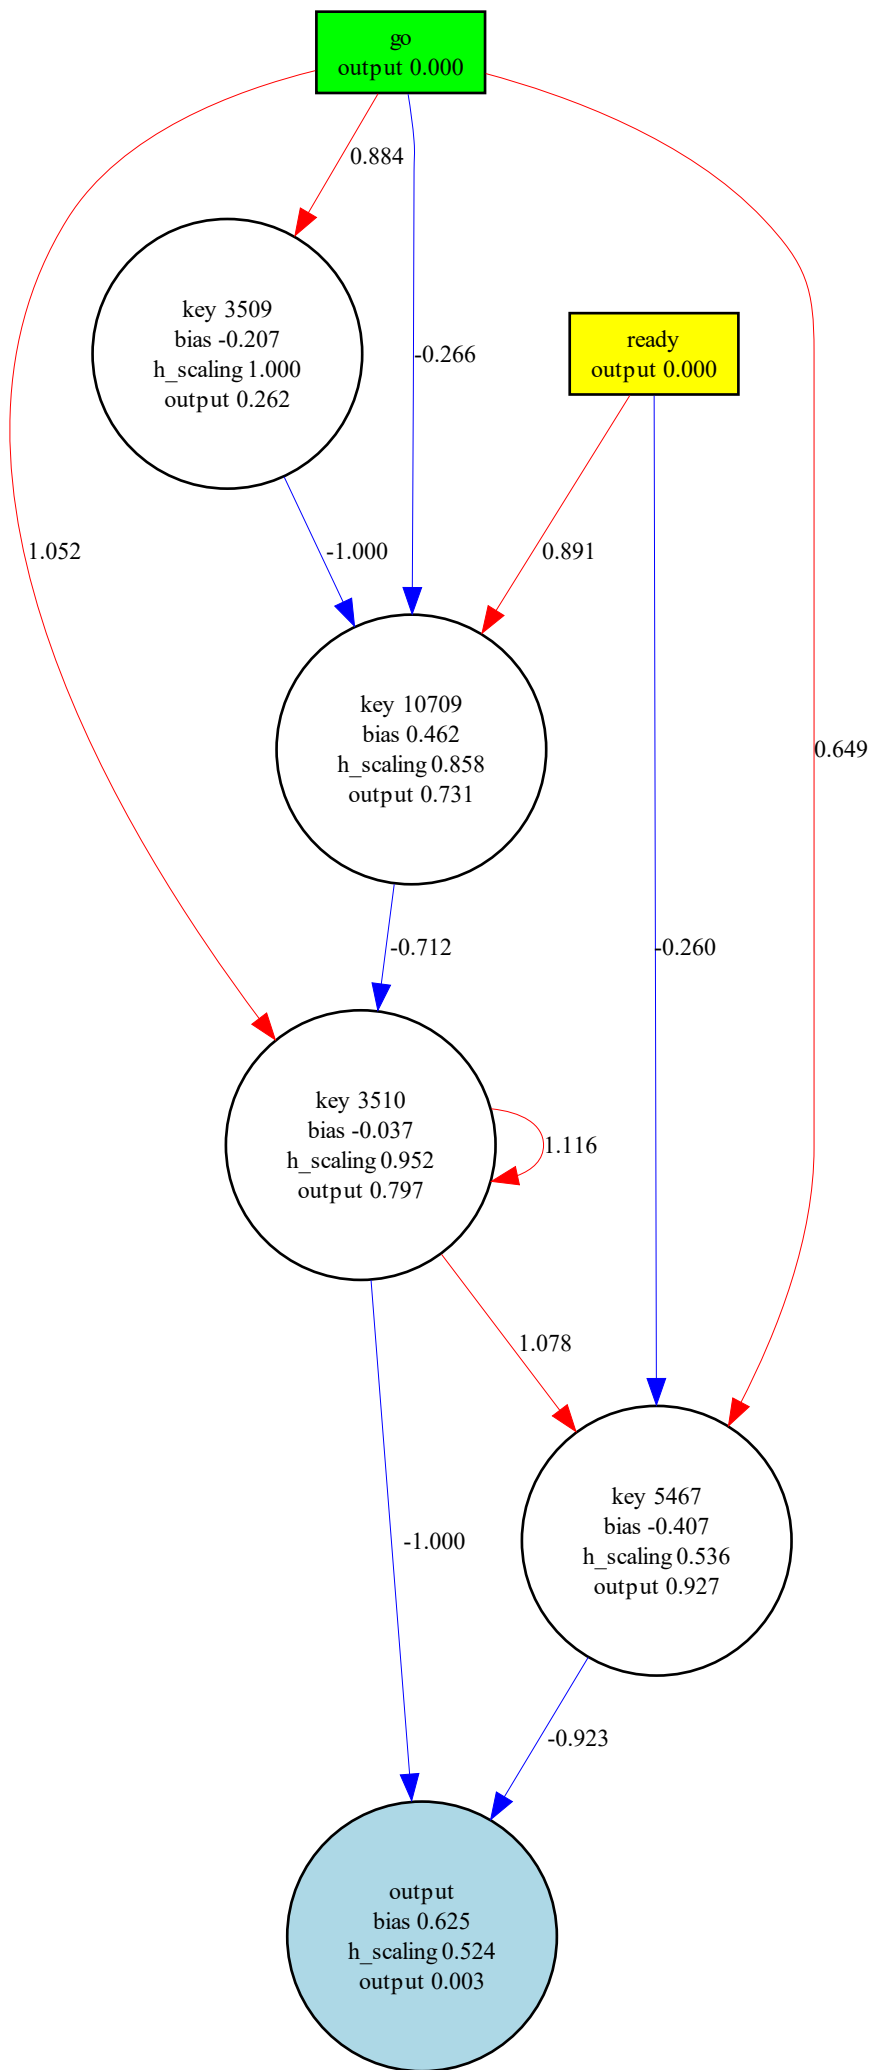 go
output 0.000
0.884
key 3509
bias -0.207
h_scaling 1.000
output 0.262
-0.266
ready
output 0.000
1.052
-1.000
0.891
key 10709
bias 0.462
h_scaling 0.858
output 0.731
0.649
-0.712
-0.260
key 3510
bias -0.037
h_scaling 0.952
output 0.797
1.116
1.078
key 5467
bias -0.407
h_scaling 0.536
output 0.927
-1.000
-0.923
output
bias 0.625
h_scaling 0.524
output 0.003